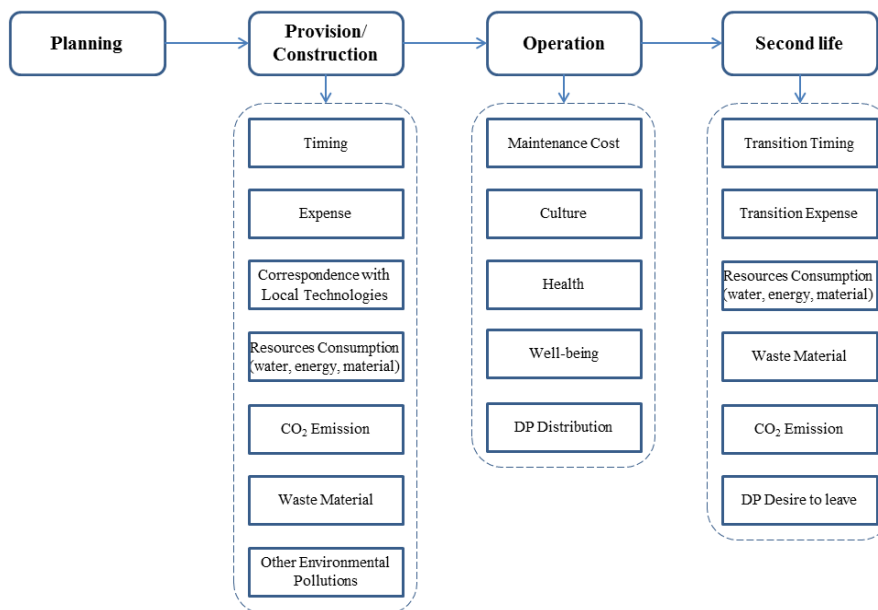 Planning
Provision/
Construction
Operation
Second life
Timing
Expense
Correspondence with
Local Technologies
Resources Consumption
(water, energy, material)
CO₂ Emission
Waste Material
Other Environmental
Pollutions
Maintenance Cost
Culture
Health
Well-being
DP Distribution
Transition Timing
Transition Expense
Resources Consumption
(water, energy, material)
Waste Material
CO₂ Emission
DP Desire to leave